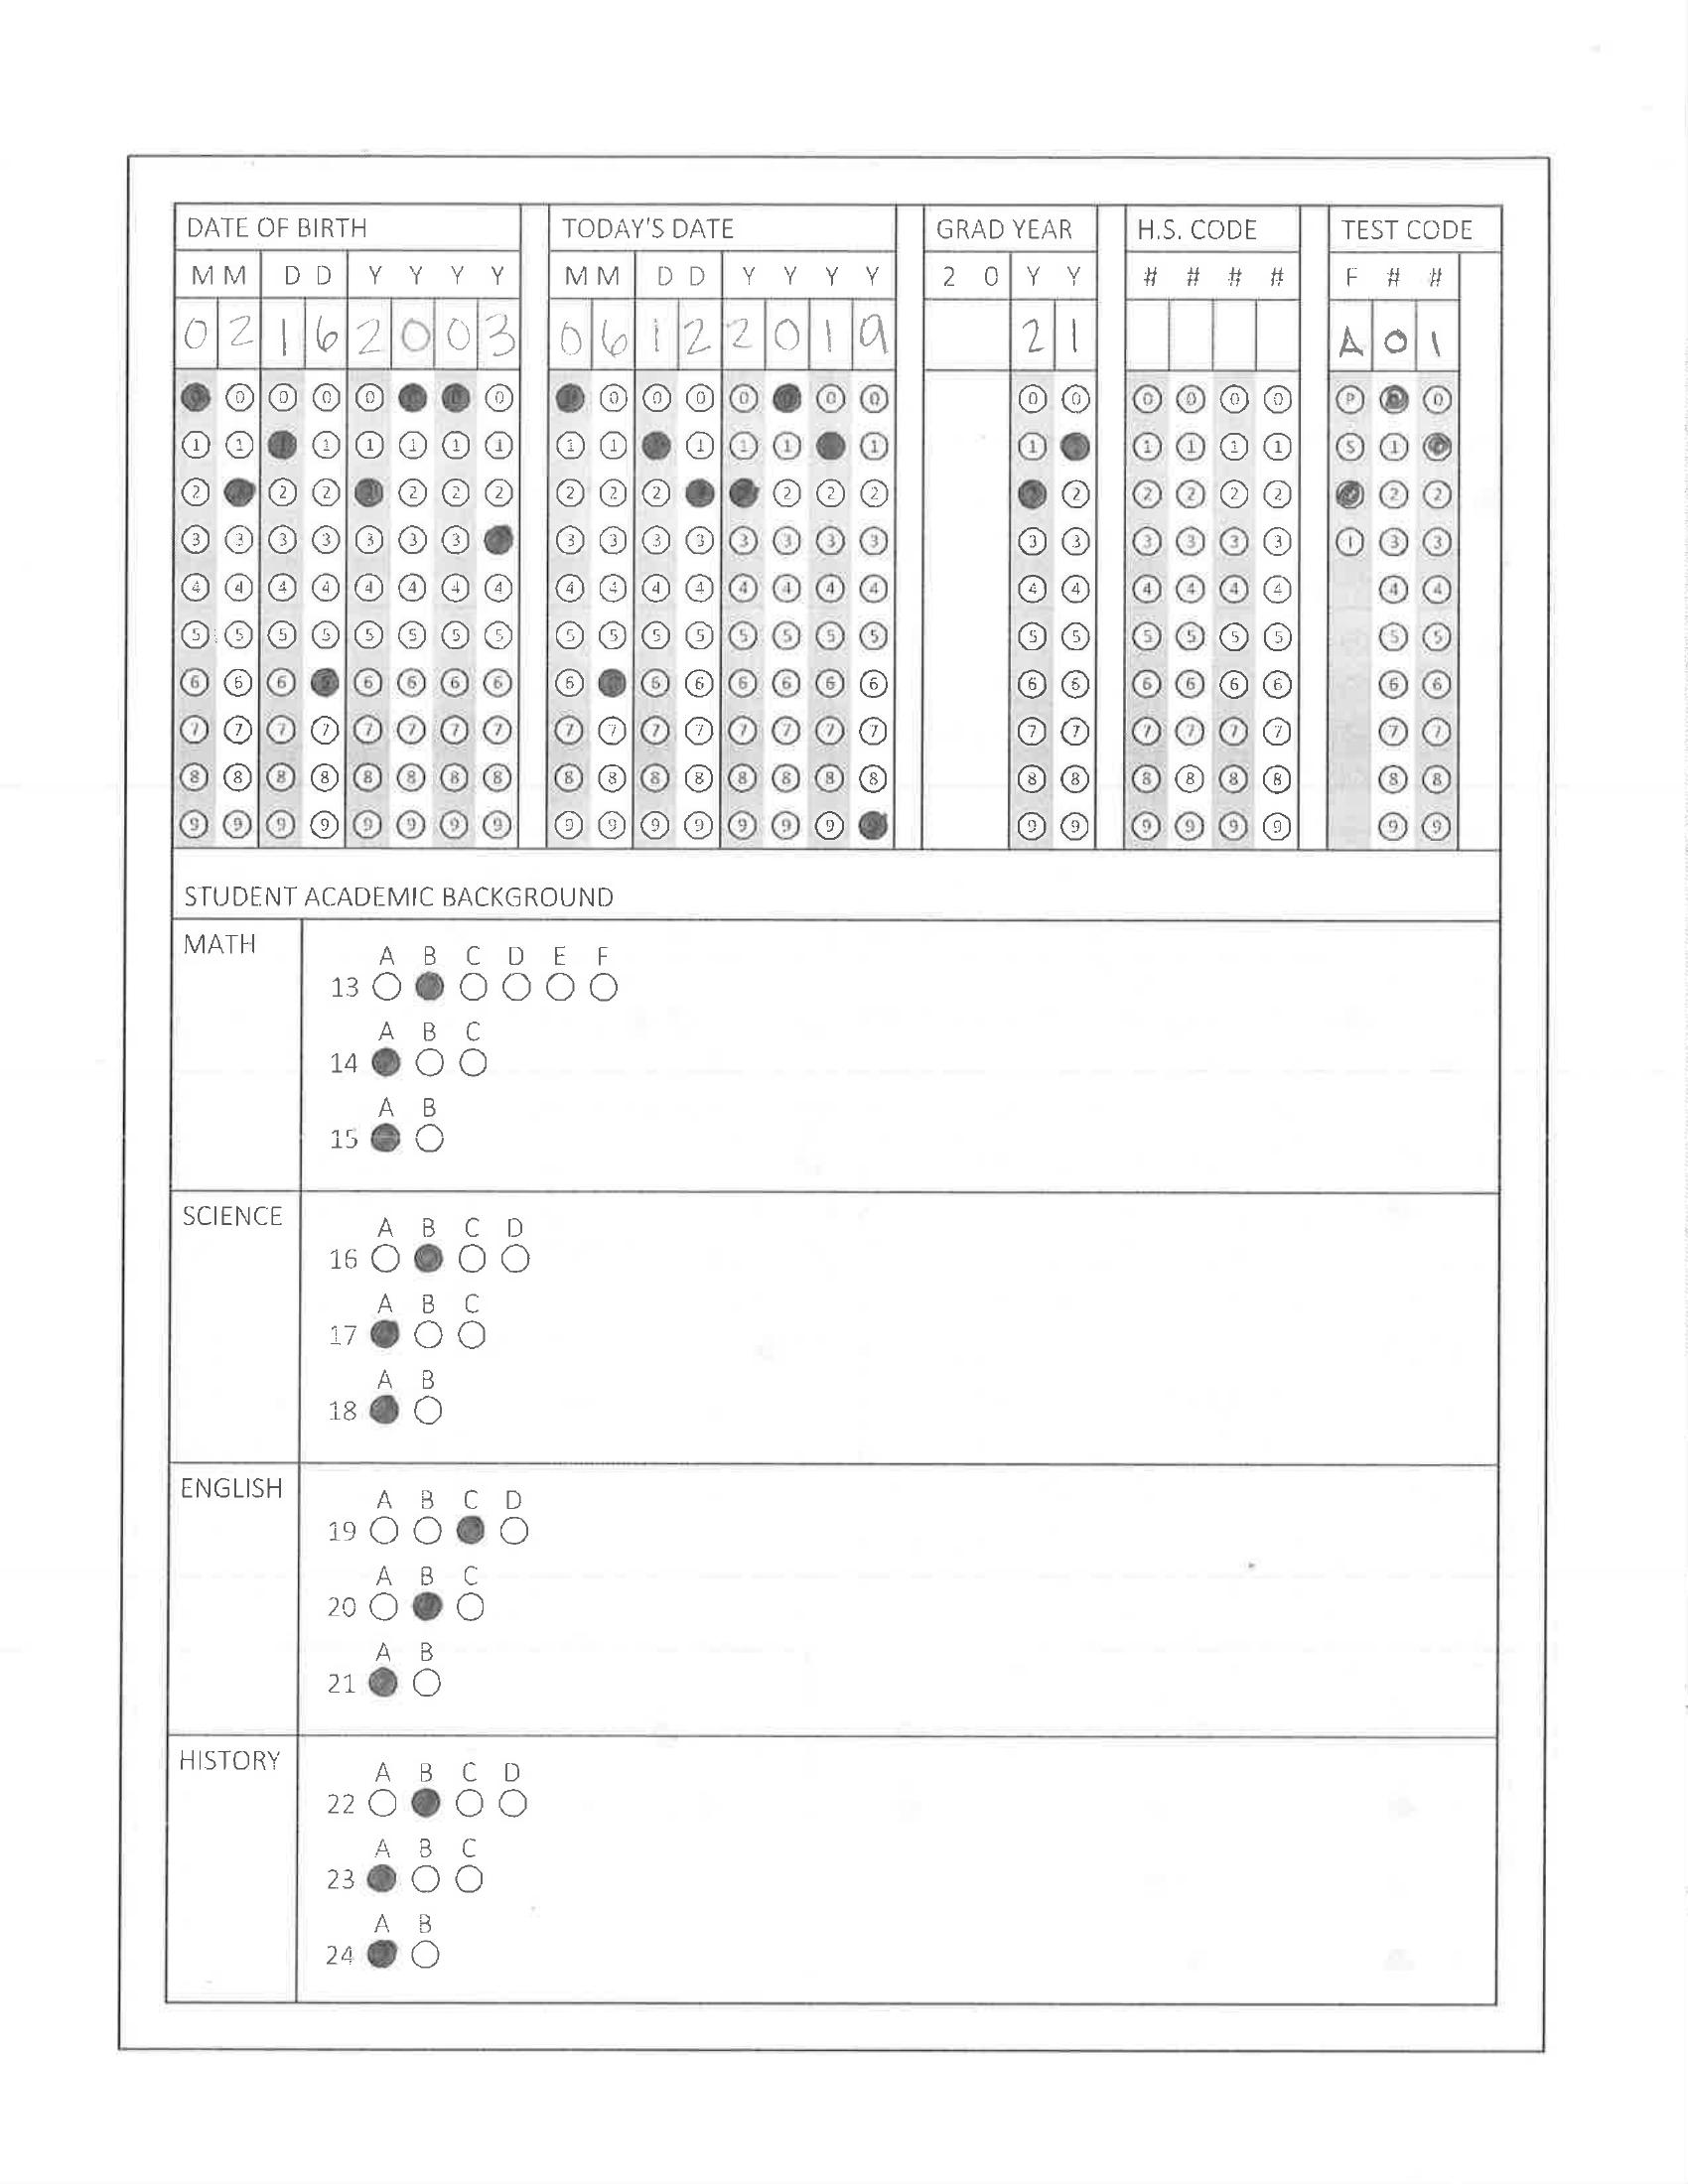 DATE OF BIRTH TODAY'S DATE GRAD YEAR H.S. CODE TEST CODE
M M D D Y Y Y Y M M D D Y Y Y Y 2 0 Y Y # # # # F # #
0 2 1 6 2 0 0 3 0 6 1 2 2 0 1 9 2 1 A 0 1
0 0 0 0 0 0 0 0 0 0 0 0 0 0 0 0 0 0 0 0 0 0 P 0 0
1 1 1 1 1 1 1 1 1 1 1 1 1 1 1 1 1 1 1 1 1 1 S 1 1
2 2 2 2 2 2 2 2 2 2 2 2 2 2 2 2 2 2 2 2 2 2 2 2
3 3 3 3 3 3 3 3 3 3 3 3 3 3 3 3 3 3 3 3 3 3 I 3 3
4 4 4 4 4 4 4 4 4 4 4 4 4 4 4 4 4 4 4 4 4 4 4 4
5 5 5 5 5 5 5 5 5 5 5 5 5 5 5 5 5 5 5 5 5 5 5 5
6 6 6 6 6 6 6 6 6 6 6 6 6 6 6 6 6 6 6 6 6 6 6 6
7 7 7 7 7 7 7 7 7 7 7 7 7 7 7 7 7 7 7 7 7 7 7 7
8 8 8 8 8 8 8 8 8 8 8 8 8 8 8 8 8 8 8 8 8 8 8 8
9 9 9 9 9 9 9 9 9 9 9 9 9 9 9 9 9 9 9 9 9 9 9 9
STUDENT ACADEMIC BACKGROUND
MATH
A B C D E F
13
A B C
14
A B
15
SCIENCE
A B C D
16
A B C
17
A B
18
ENGLISH
A B C D
19
A B C
20
A B
21
HISTORY
A B C D
22
A B C
23
A B
24